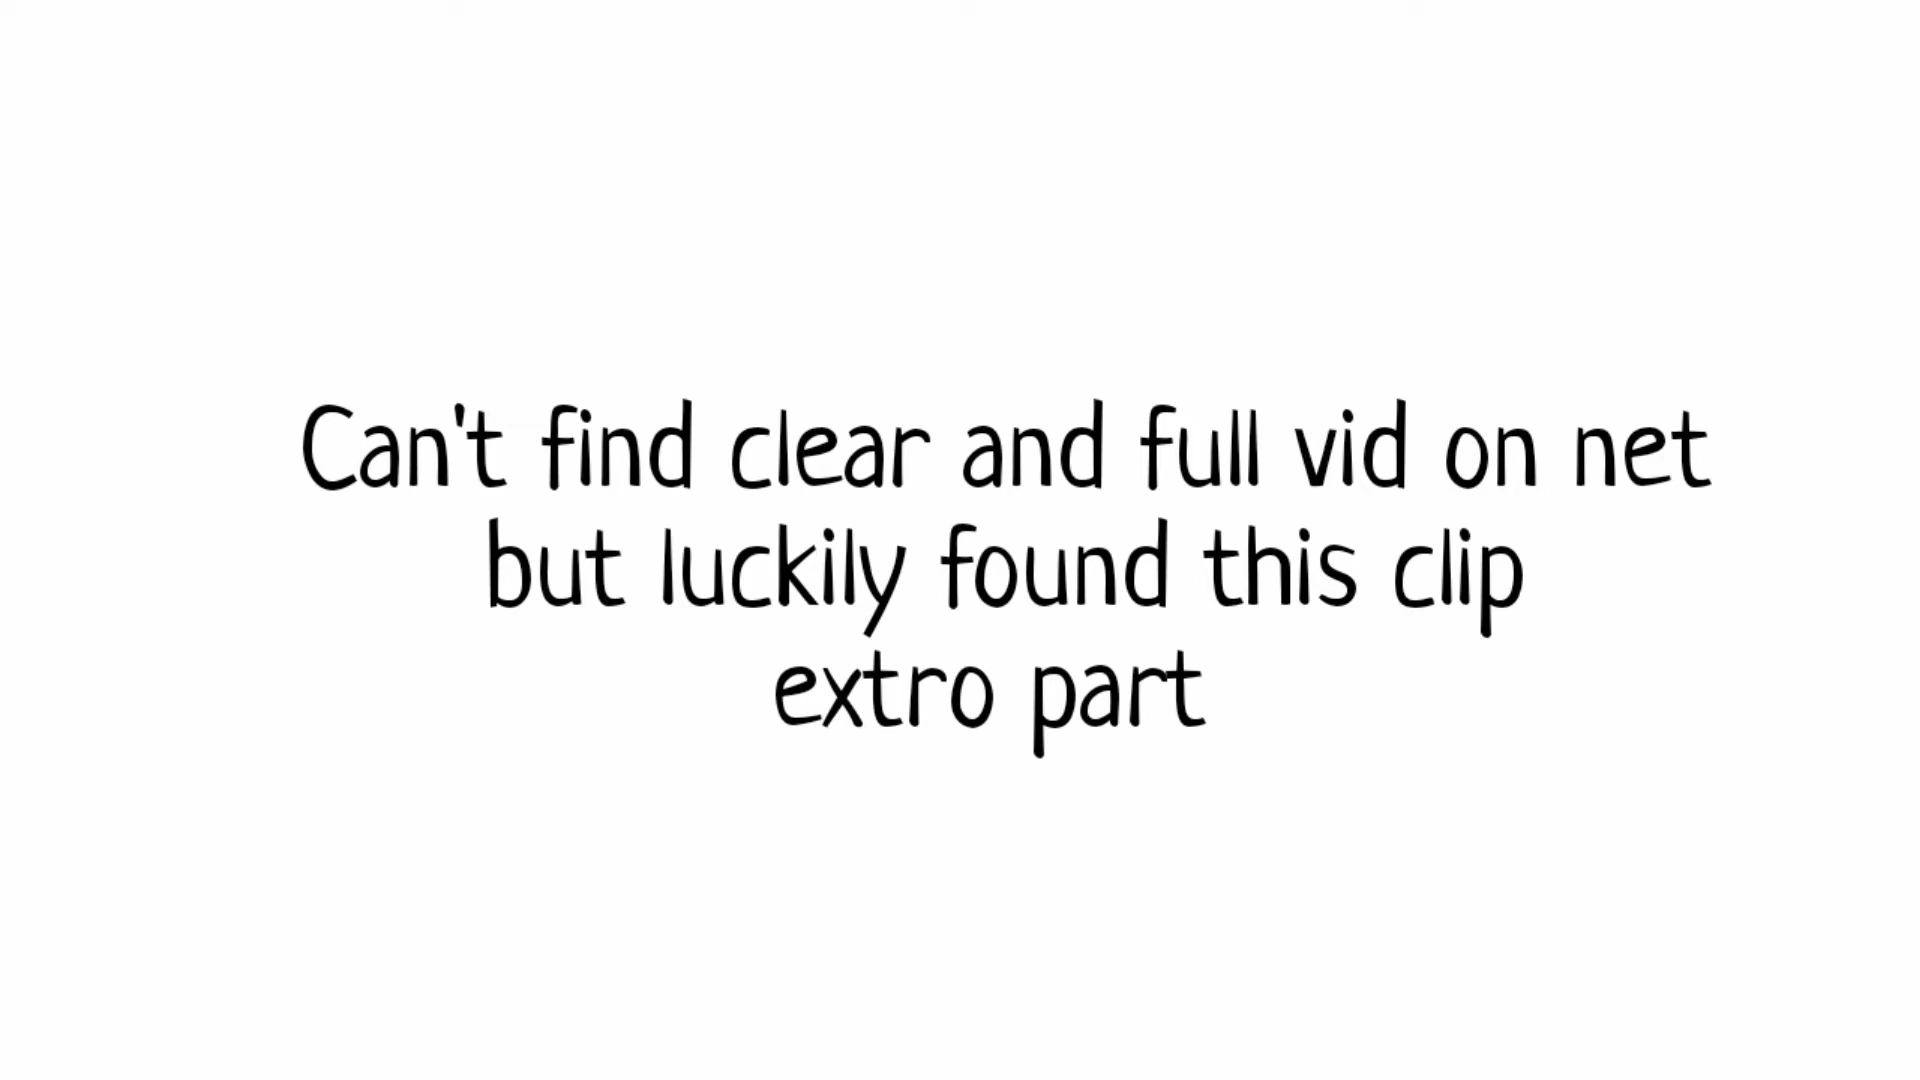 Can't find clear and full vid on net
but luckily found this clip
extro part